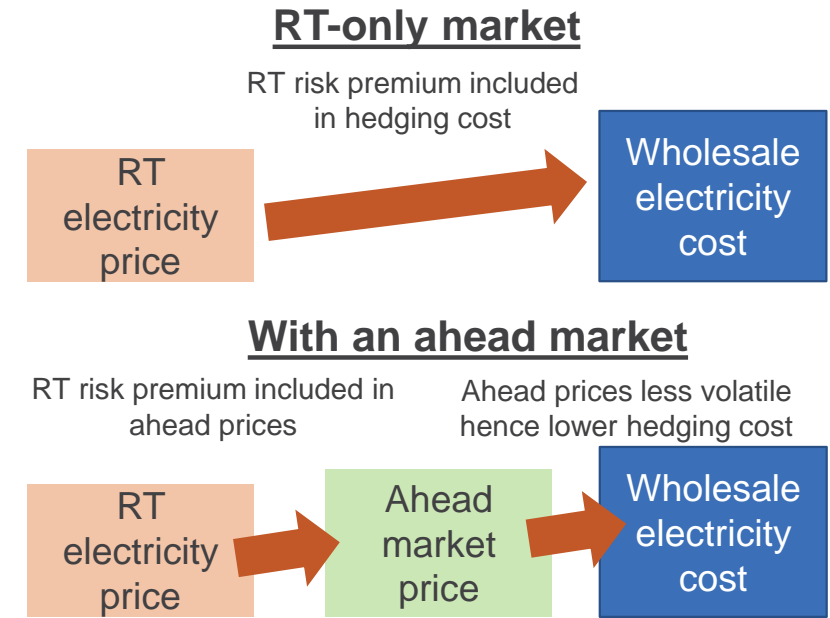 RT-only market
RT risk premium included
in hedging cost
RT
electricity
price
Wholesale
electricity
cost
With an ahead market
RT risk premium included in
ahead prices
Ahead prices less volatile
hence lower hedging cost
RT
electricity
price
Ahead
market
price
Wholesale
electricity
cost